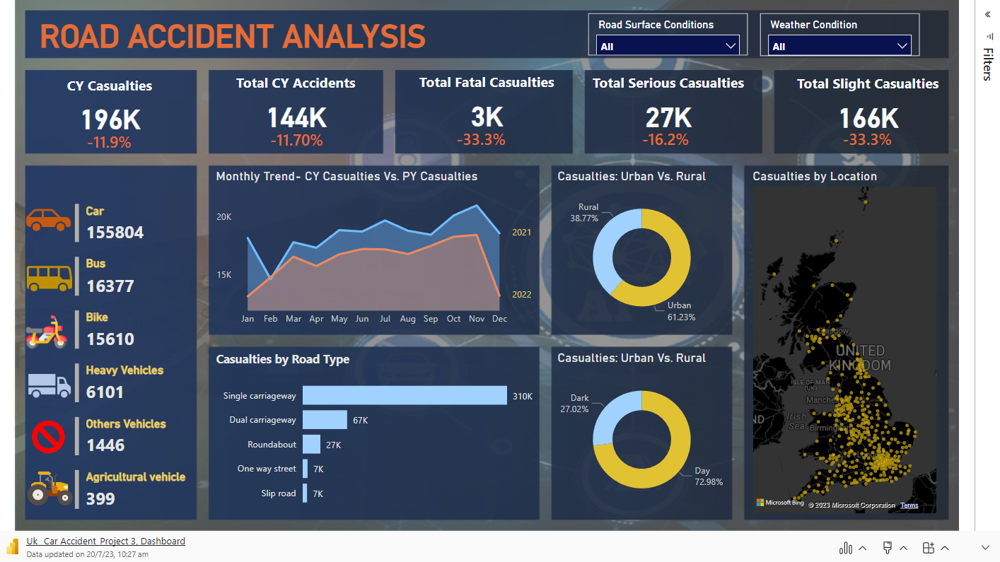 ROAD ACCIDENT ANALYSIS
Road Surface Conditions
All
Weather Condition
All
Filters
CY Casualties
196K
-11.9%
Total CY Accidents
144K
-11.70%
Total Fatal Casualties
3K
-33.3%
Total Serious Casualties
27K
-16.2%
Total Slight Casualties
166K
-33.3%
Car
155804
Bus
16377
Bike
15610
Heavy Vehicles
6101
Others Vehicles
1446
Agricultural vehicle
399
Monthly Trend- CY Casualties Vs. PY Casualties
20K
15K
2021
2022
Jan Feb Mar Apr May Jun Jul Aug Sep Oct Nov Dec
Casualties by Road Type
Single carriageway 310K
Dual carriageway 67K
Roundabout 27K
One way street 7K
Slip road 7K
Casualties: Urban Vs. Rural
Rural
38.77%
Urban
61.23%
Casualties: Urban Vs. Rural
Dark
27.02%
Day
72.98%
Casualties by Location
Glasgow
UNITED
KINGDOM
ISLE OF MAN
(UK)
Manche
Irish
Sea
ND
Birmingham
Microsoft Bing
© 2023 Microsoft Corporation Terms
Uk_ Car Accident_Project 3, Dashboard
Data updated on 20/7/23, 10:27 am